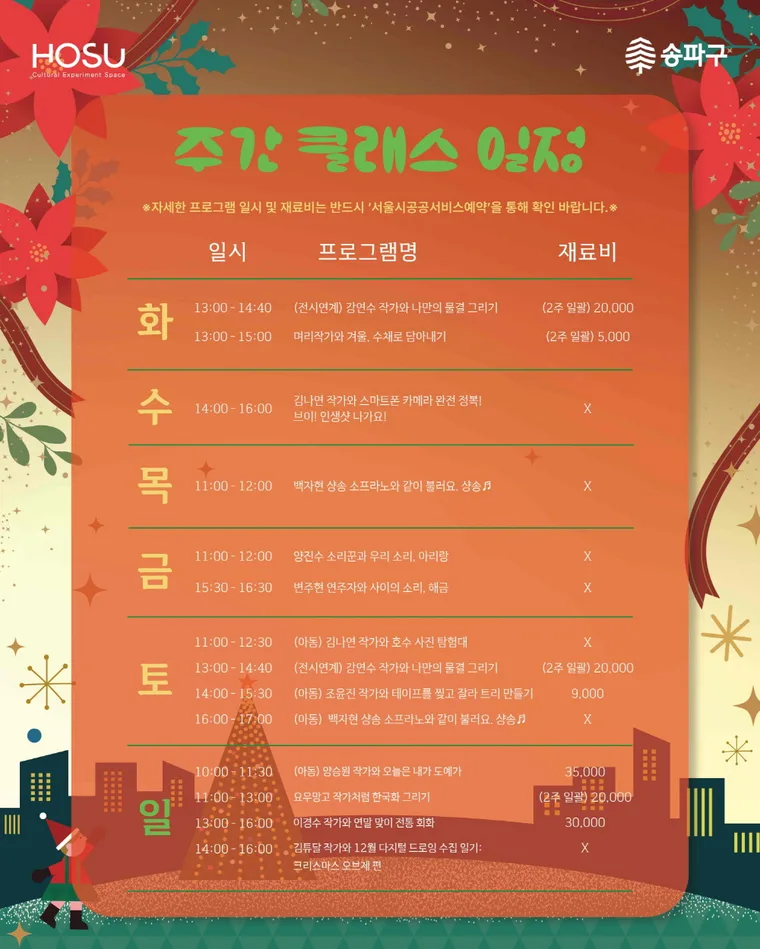 HOSU
Cultural Experiment Space
송파구
주간 클래스 일정
※자세한 프로그램 일시 및 재료비는 반드시 '서울시공공서비스예약'을 통해 확인 바랍니다.※
일시 프로그램명 재료비
화
13:00 - 14:40 (전시연계) 강연수 작가와 나만의 물결 그리기 (2주 일괄) 20,000
13:00 - 15:00 며리작가와 겨울, 수채로 담아내기 (2주 일괄) 5,000
수
14:00 - 16:00 김나연 작가와 스마트폰 카메라 완전 정복! X
브이! 인생샷 나가요!
목
11:00 - 12:00 백자현 샹송 소프라노와 같이 불러요, 샹송♬ X
금
11:00 - 12:00 양진수 소리꾼과 우리 소리, 아리랑 X
15:30 - 16:30 변주현 연주자와 사이의 소리, 해금 X
토
11:00 - 12:30 (아동) 김나연 작가와 호수 사진 탐험대 X
13:00 - 14:40 (전시연계) 강연수 작가와 나만의 물결 그리기 (2주 일괄) 20,000
14:00 - 15:30 (아동) 조윤진 작가와 테이프를 찢고 잘라 트리 만들기 9,000
16:00 - 17:00 (아동) 백자현 샹송 소프라노와 같이 불러요, 샹송♬ X
일
10:00 - 11:30 (아동) 양승원 작가와 오늘은 내가 도예가 35,000
11:00 - 13:00 요우망고 작가처럼 한국화 그리기 (2주 일괄) 20,000
13:00 - 16:00 이경수 작가와 연말 맞이 전통 회화 30,000
14:00 - 16:00 김튜달 작가와 12월 디지털 드로잉 수집 일기: X
크리스마스 오브제 편